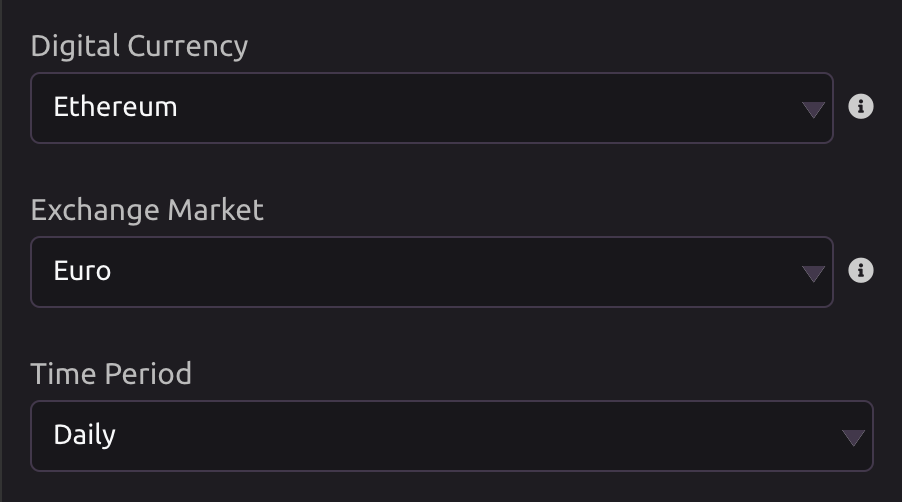 Digital Currency
Ethereum
Exchange Market
Euro
Time Period
Daily